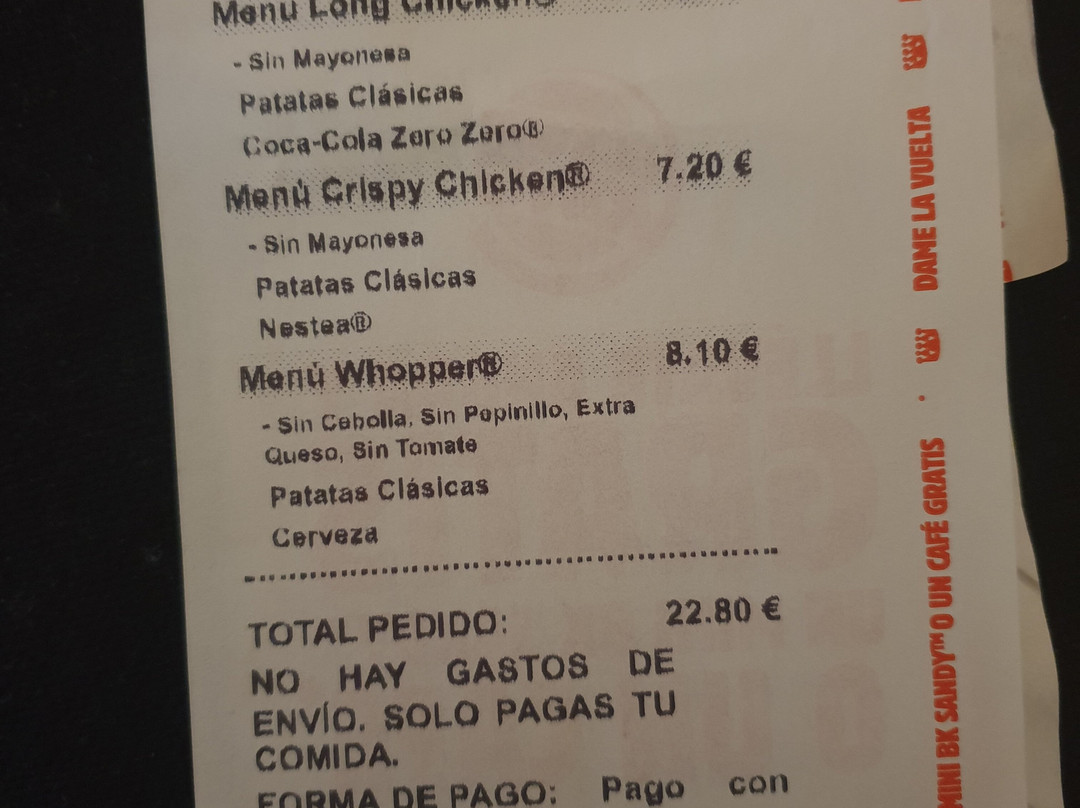 Menú Long Chicken®
- Sin Mayonesa
Patatas Clásicas
Coca-Cola Zero Zero®
Menú Crispy Chicken® 7.20 €
- Sin Mayonesa
Patatas Clásicas
Nestea®
Menú Whopper® 8.10 €
- Sin Cebolla, Sin Pepinillo, Extra
Queso, Sin Tomate
Patatas Clásicas
Cerveza
TOTAL PEDIDO: 22.80 €
NO HAY GASTOS DE
ENVÍO. SOLO PAGAS TU
COMIDA.
FORMA DE PAGO: Pago con
MINI BK SANDY™ O UN CAFÉ GRATIS · DAME LA VUELTA